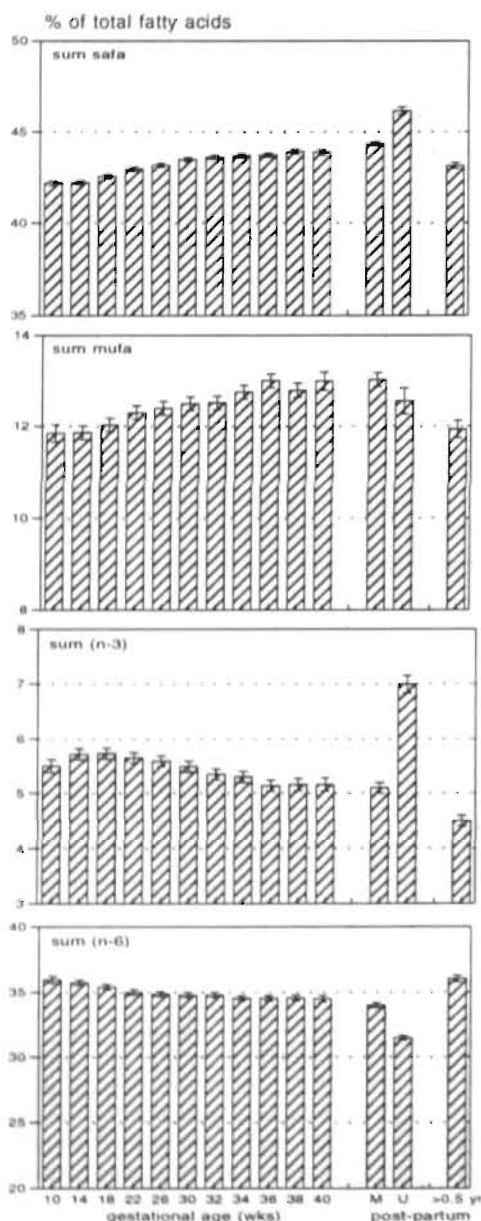 % of total fatty acids
sum safa
50
45
40
35
sum mufa
14
12
10
8
sum (n-3)
8
7
6
5
4
3
sum (n-6)
40
35
30
25
20
10 14 18 22 26 30 32 34 36 38 40 M U >0.5 ys
gestational age (wks) post-partum